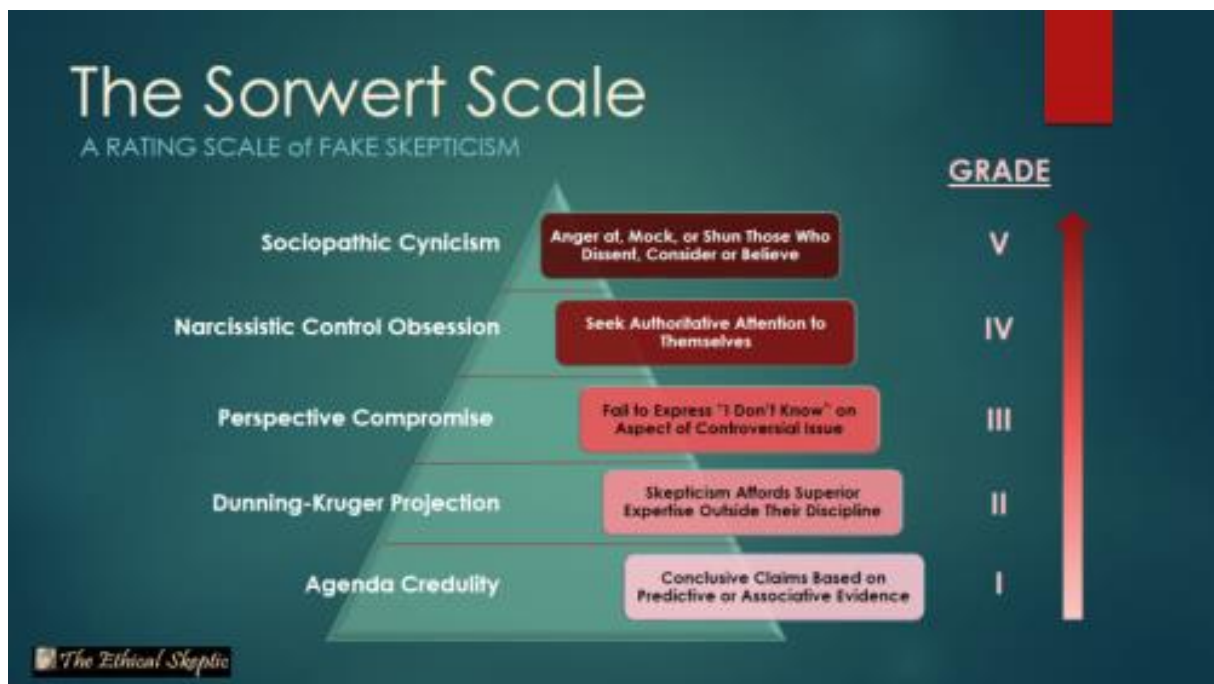 The Sorwert Scale
A RATING SCALE of FAKE SKEPTICISM
GRADE
Sociopathic Cynicism
Anger at, Mock, or Shun Those Who
Dissent, Consider or Believe
V
Narcissistic Control Obsession
Seek Authoritative Attention to
Themselves
IV
Perspective Compromise
Fail to Express "I Don't Know" on
Aspect of Controversial Issue
III
Dunning-Kruger Projection
Skepticism Affords Superior
Expertise Outside Their Discipline
II
Agenda Credulity
Conclusive Claims Based on
Predictive or Associative Evidence
I
The Ethical Skeptic